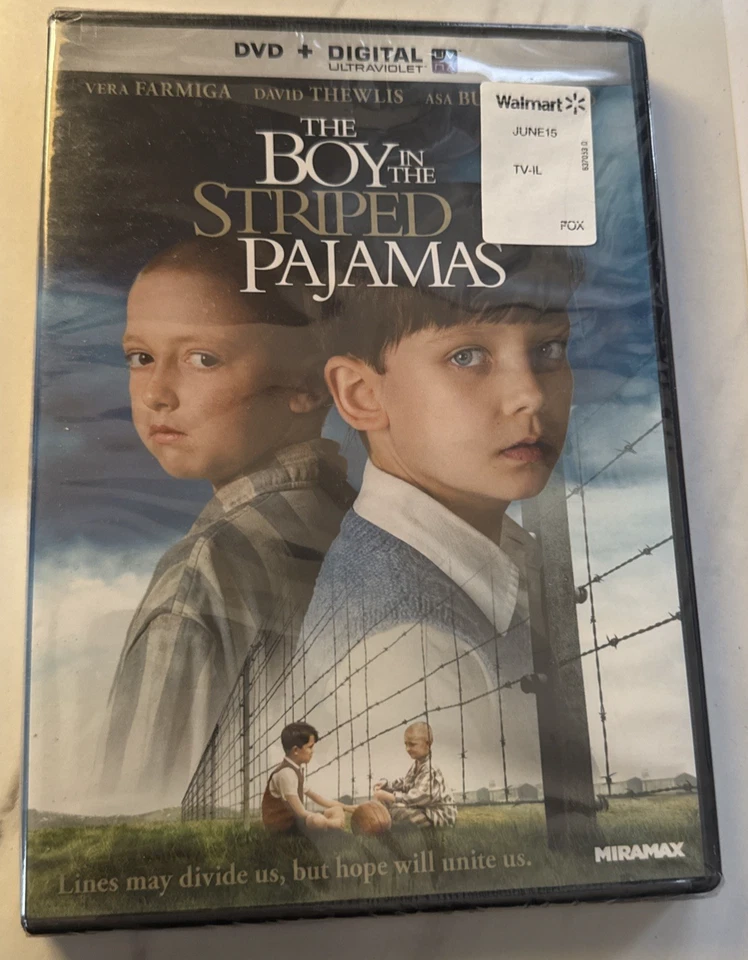 DVD + DIGITAL
ULTRAVIOLET
VERA FARMIGA DAVID THEWLIS ASA
Walmart
JUNE15
TV-IL
FOX
THE
BOY IN
THE
STRIPED
PAJAMAS
Lines may divide us, but hope will unite us.
MIRAMAX